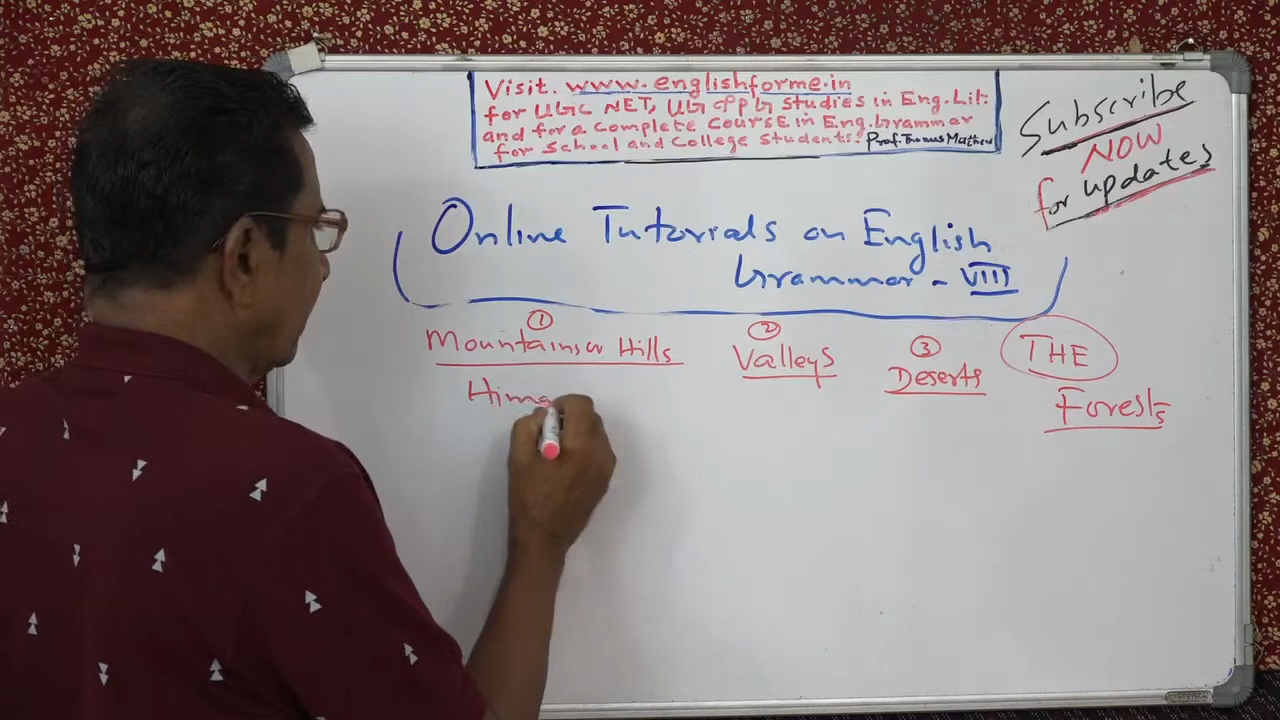 Visit. www.englishforme.in
for UGC NET, UG & PG Studies in Eng. Lit:
and for a Complete Course in Eng. Grammar
for School and College Students. Prof. Thomas Mathew
Subscribe
NOW
for updates
Online Tutorials on English
Grammar - VIII
① Mountains or Hills
② Valleys
③ Deserts
THE
Forests
Hima